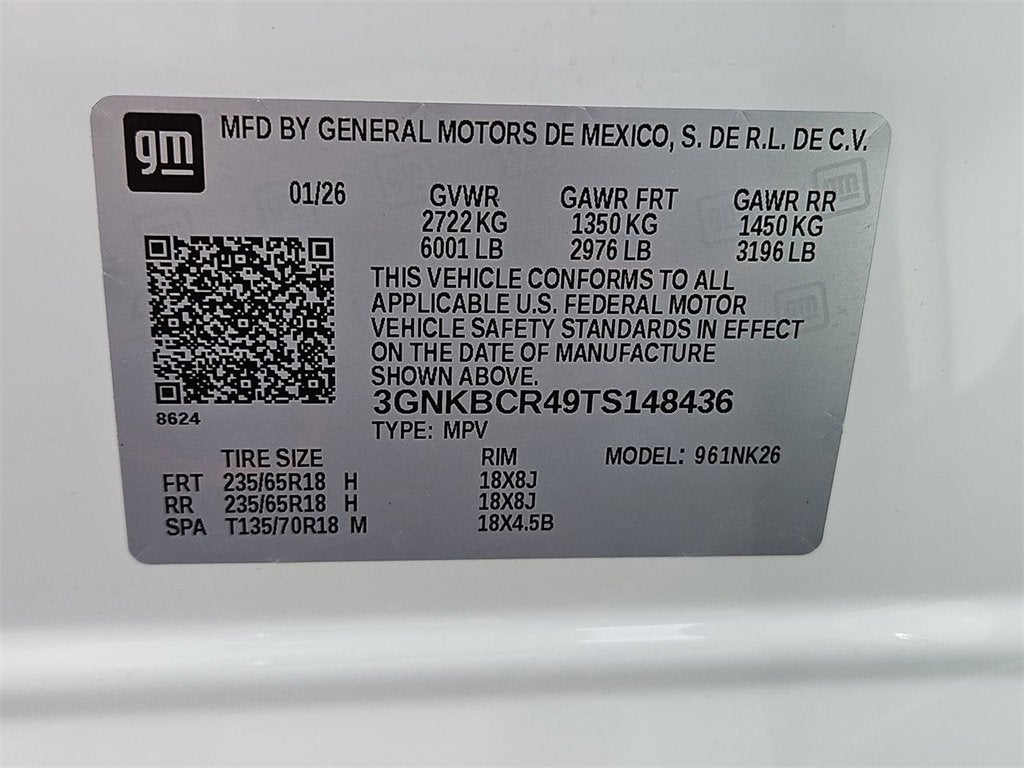 gm
MFD BY GENERAL MOTORS DE MEXICO, S. DE R.L. DE C.V.
01/26 GVWR GAWR FRT GAWR RR
2722 KG 1350 KG 1450 KG
6001 LB 2976 LB 3196 LB
THIS VEHICLE CONFORMS TO ALL
APPLICABLE U.S. FEDERAL MOTOR
VEHICLE SAFETY STANDARDS IN EFFECT
ON THE DATE OF MANUFACTURE
SHOWN ABOVE.
8624
3GNKBCR49TS148436
TYPE: MPV
TIRE SIZE RIM MODEL: 961NK26
FRT 235/65R18 H 18X8J
RR 235/65R18 H 18X8J
SPA T135/70R18 M 18X4.5B